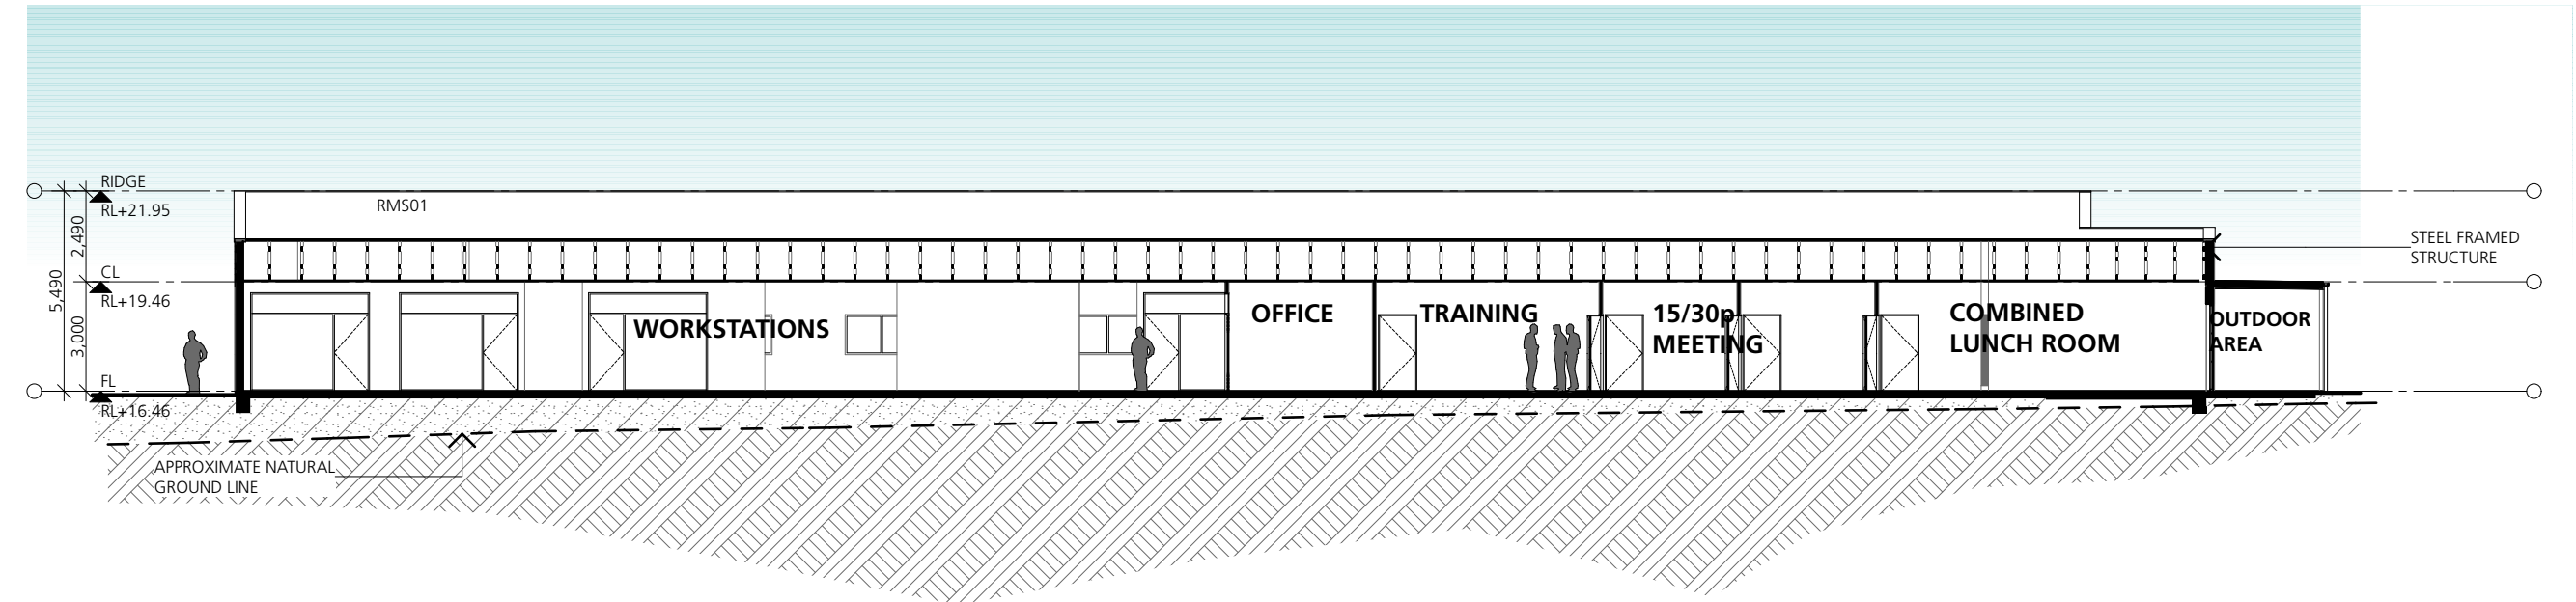 RIDGE
RL+21.95
RMS01
2,490
5,490
CL
RL+19.46
3,000
FL
RL+16.46
STEEL FRAMED
STRUCTURE
WORKSTATIONS
OFFICE
TRAINING
15/30p
MEETING
COMBINED
LUNCH ROOM
OUTDOOR
AREA
APPROXIMATE NATURAL
GROUND LINE